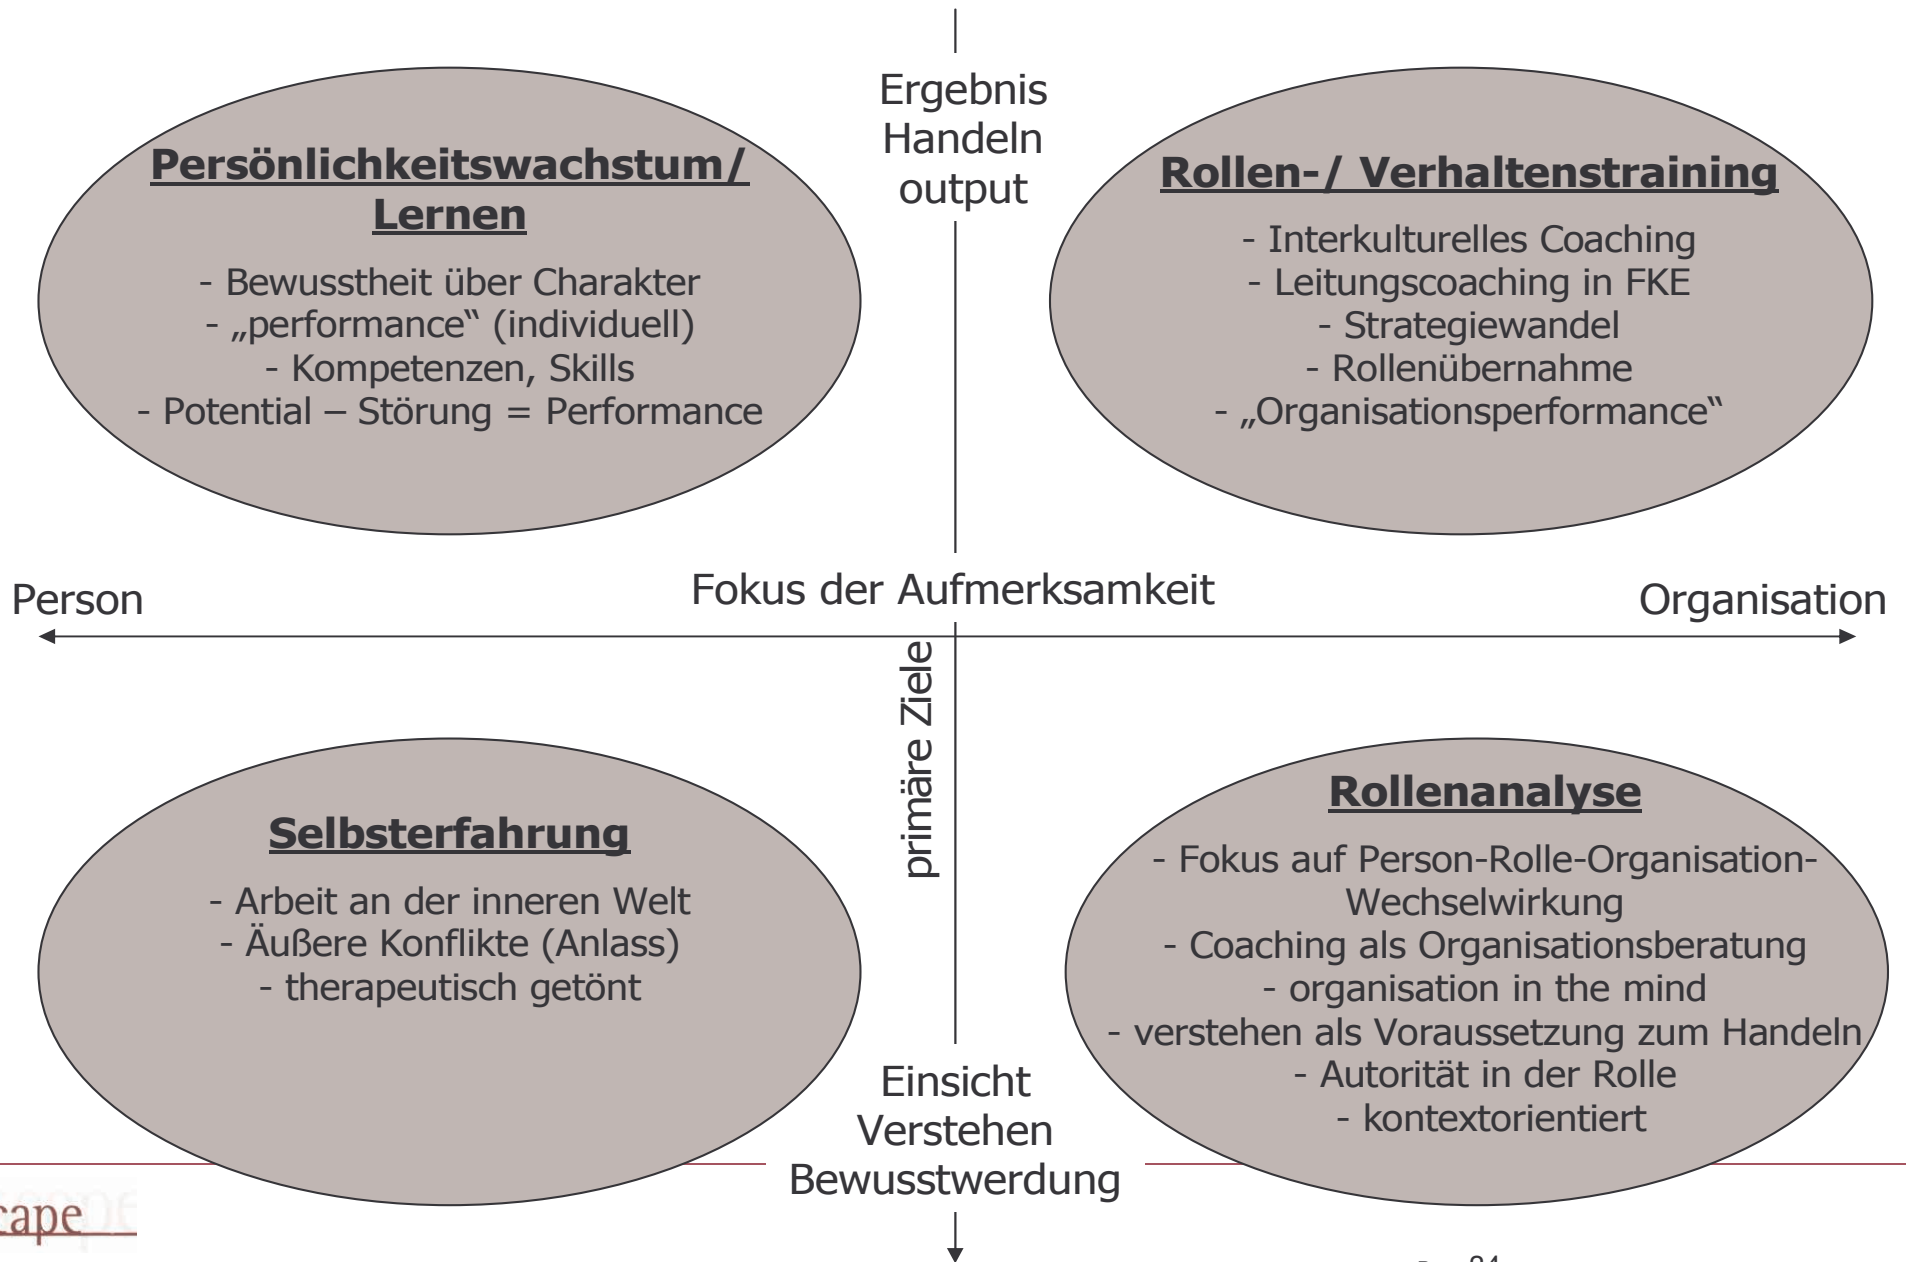 Ergebnis
Handeln
output
Persönlichkeitswachstum/
Lernen
- Bewusstheit über Charakter
- „performance“ (individuell)
- Kompetenzen, Skills
- Potential – Störung = Performance
Rollen-/ Verhaltenstraining
- Interkulturelles Coaching
- Leitungscoaching in FKE
- Strategiewandel
- Rollenübernahme
- „Organisationsperformance“
Person
Fokus der Aufmerksamkeit
Organisation
primäre Ziele
Selbsterfahrung
- Arbeit an der inneren Welt
- Äußere Konflikte (Anlass)
- therapeutisch getönt
Rollenanalyse
- Fokus auf Person-Rolle-Organisation-
Wechselwirkung
- Coaching als Organisationsberatung
- organisation in the mind
- verstehen als Voraussetzung zum Handeln
- Autorität in der Rolle
- kontextorientiert
Einsicht
Verstehen
Bewusstwerdung
cape